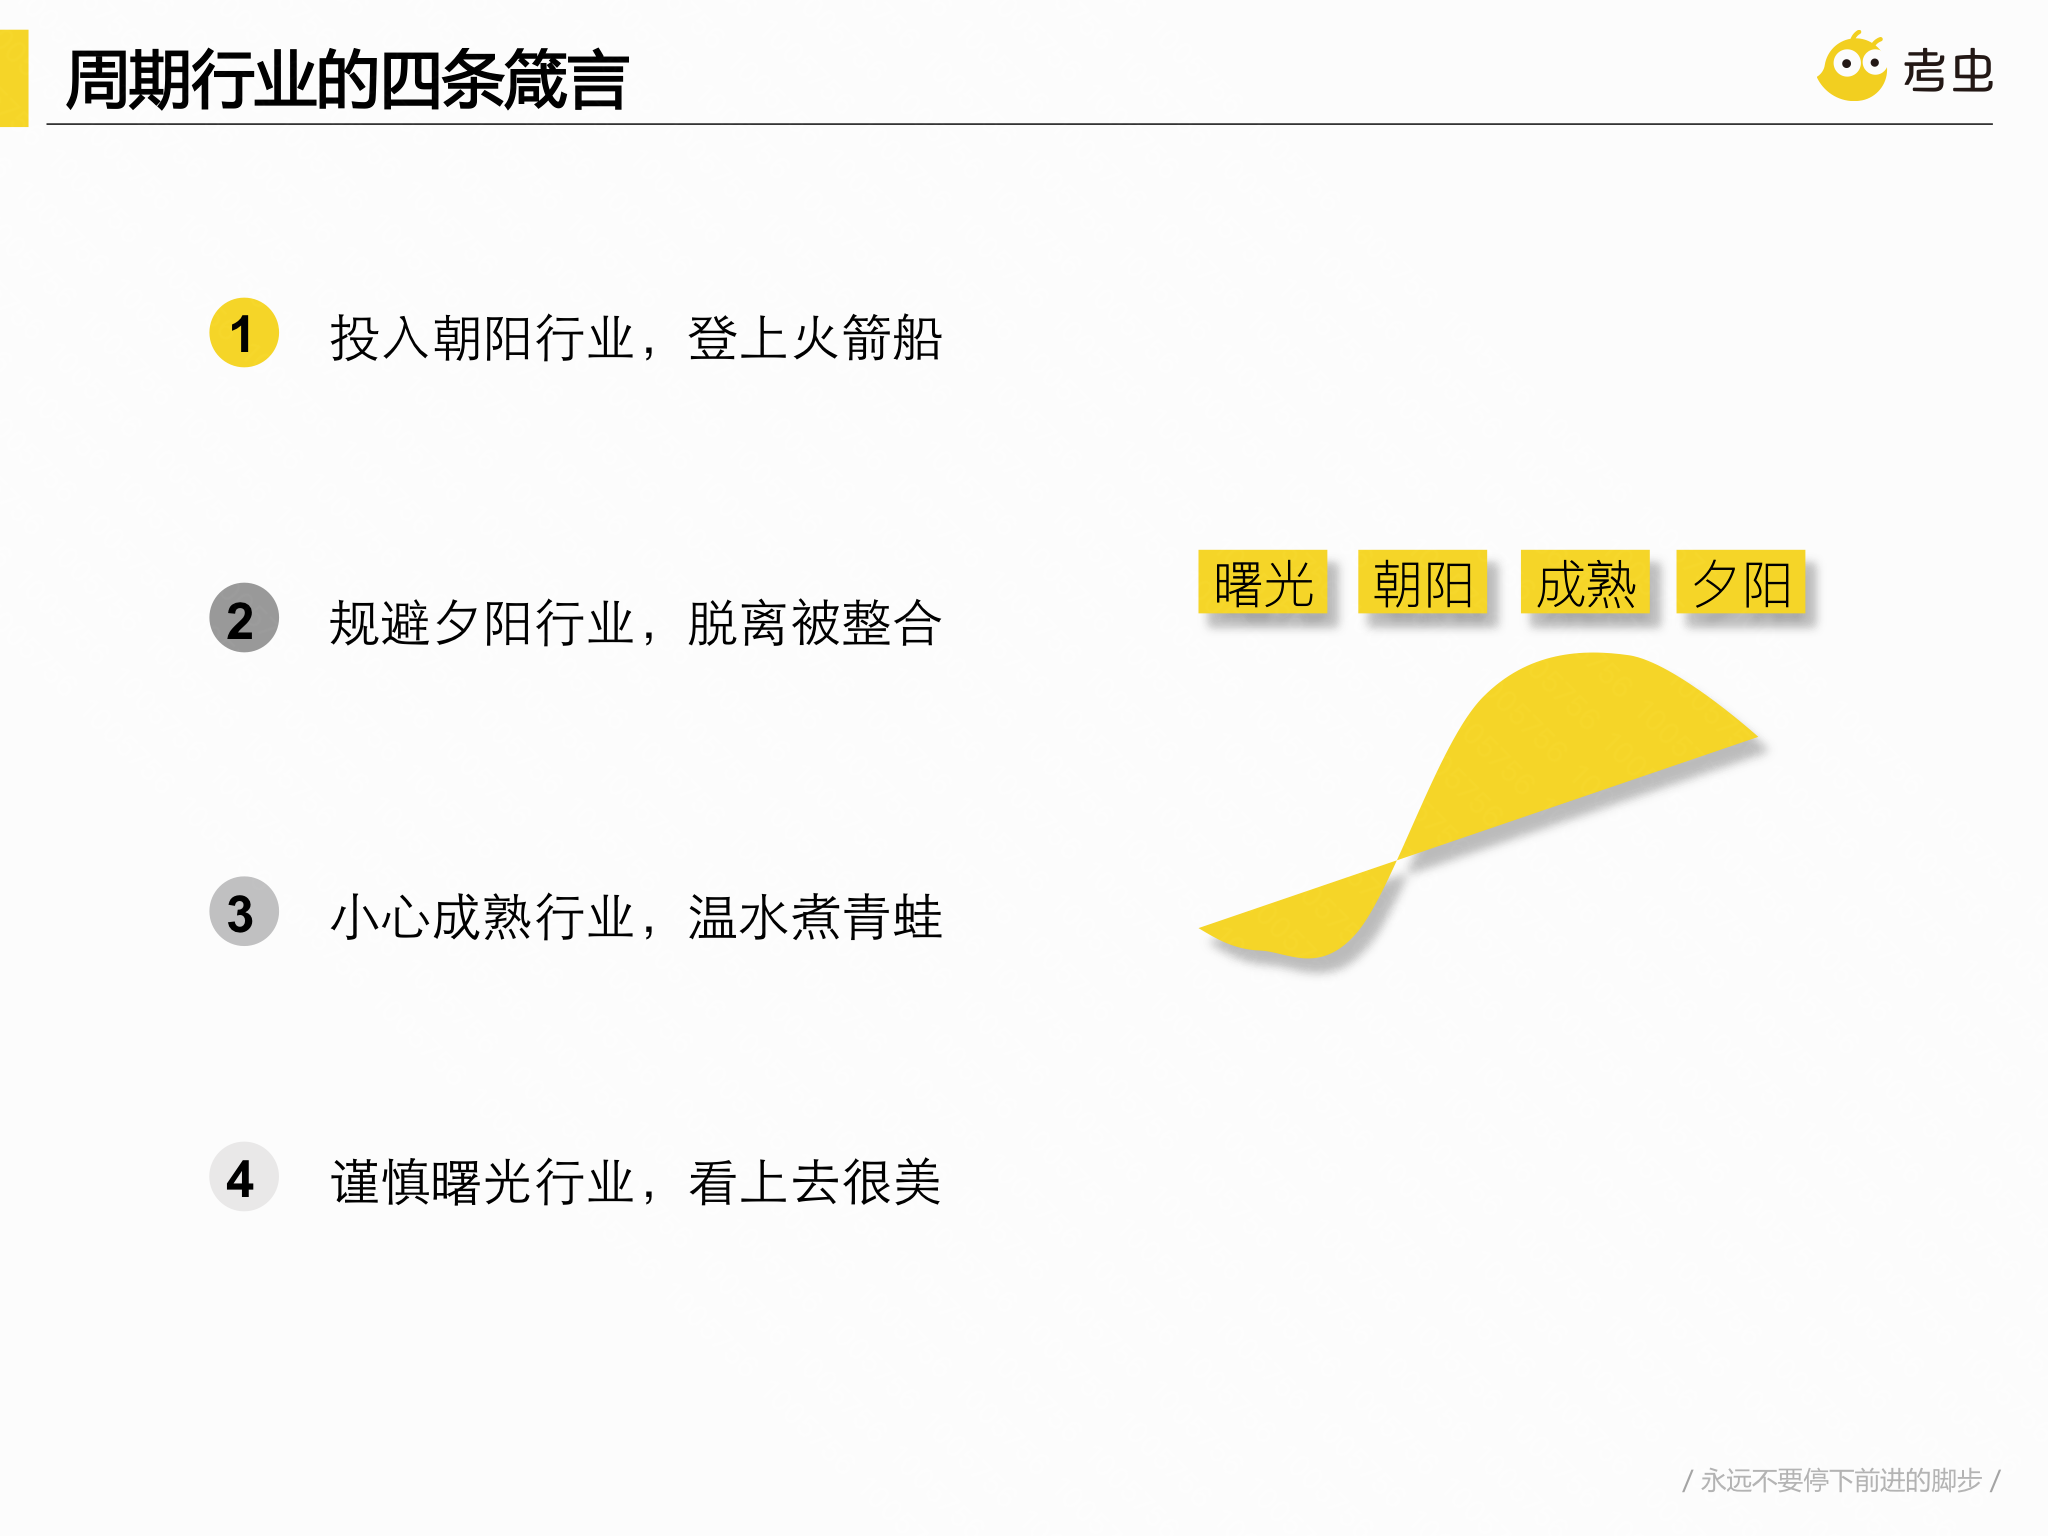 周期行业的四条箴言
考虫
1 投入朝阳行业，登上火箭船
2 规避夕阳行业，脱离被整合
3 小心成熟行业，温水煮青蛙
4 谨慎曙光行业，看上去很美
曙光 朝阳 成熟 夕阳
/ 永远不要停下前进的脚步 /